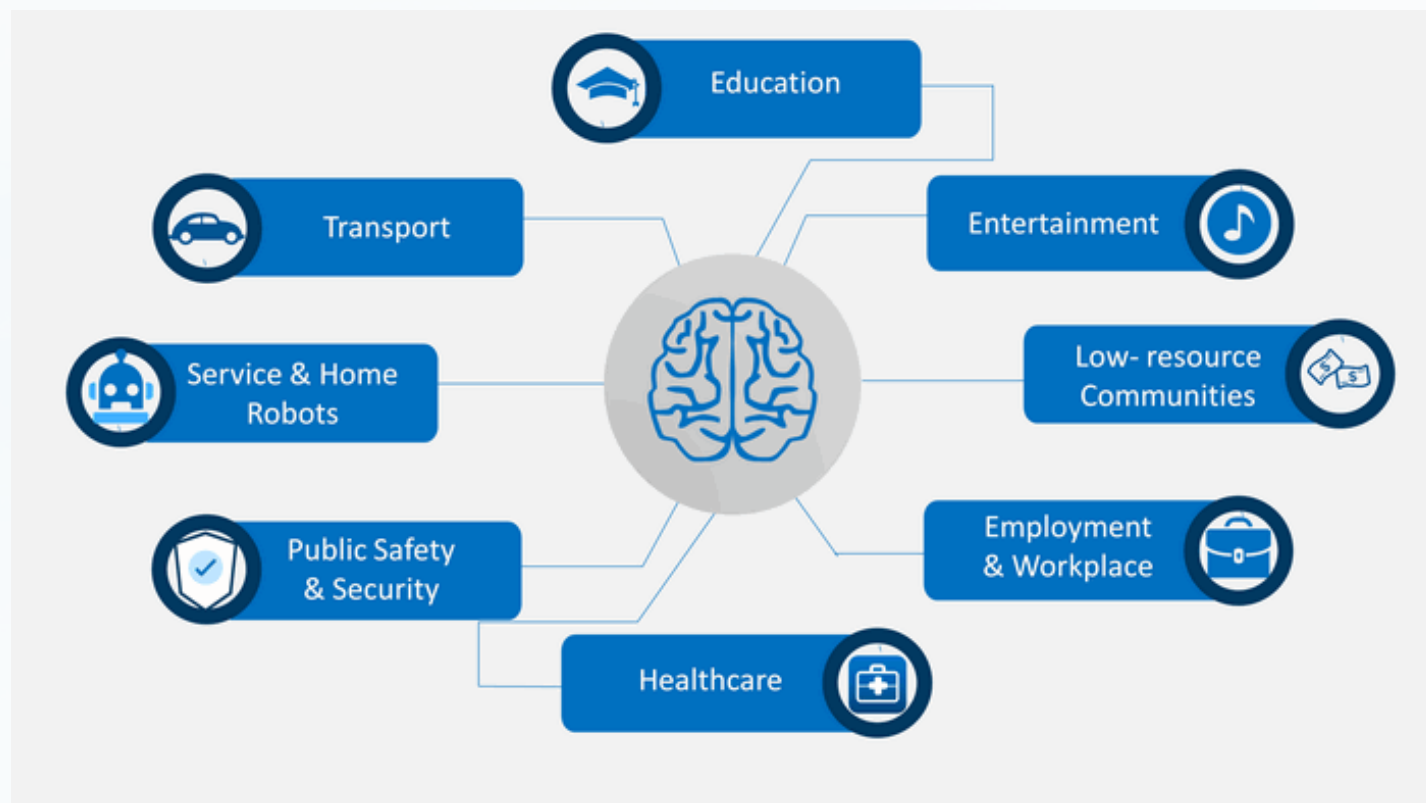 Education
Transport
Entertainment
Service & Home
Robots
Low- resource
Communities
Public Safety
& Security
Employment
& Workplace
Healthcare